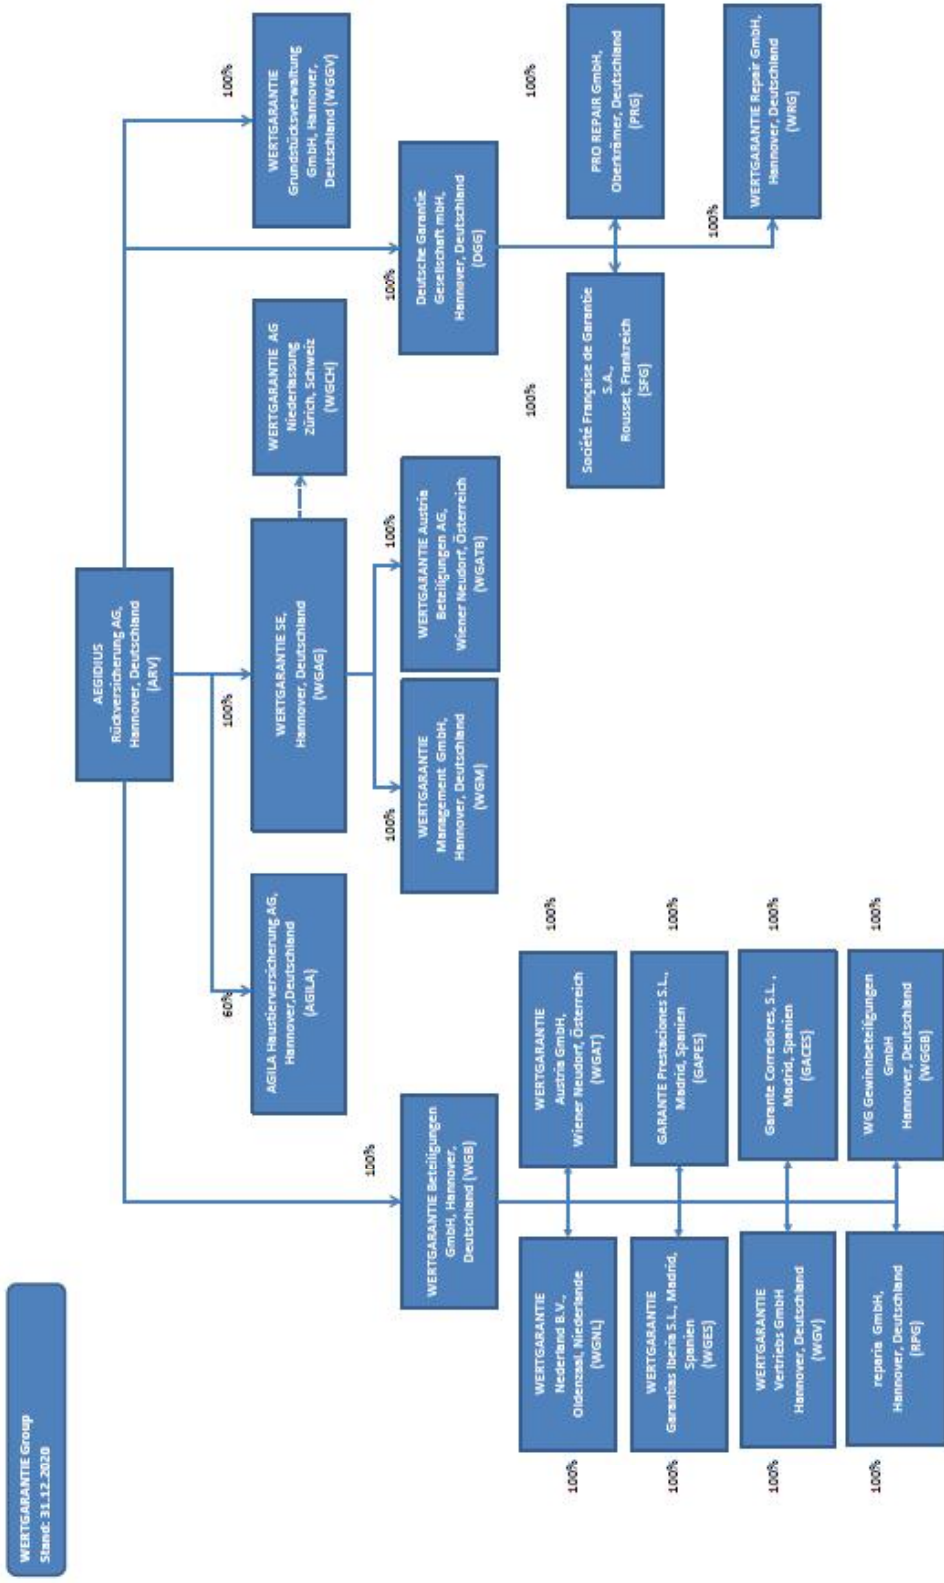 WERTGARANTIE Group
Stand: 31.12.2020
AEGIDIUS
Rückversicherung AG,
Hannover, Deutschland
(ARV)
100%
60%
100%
100%
AGILA Haustierversicherung AG,
Hannover,Deutschland
(AGILA)
WERTGARANTIE SE,
Hannover, Deutschland
(WGAG)
WERTGARANTIE AG
Niederlassung
Zürich, Schweiz
(WGCH)
WERTGARANTIE
Grundstücksverwaltung
GmbH, Hannover,
Deutschland (WGGV)
100%
100%
100%
WERTGARANTIE Beteiligungen
GmbH, Hannover,
Deutschland (WGB)
WERTGARANTIE
Management GmbH,
Hannover, Deutschland
(WGM)
WERTGARANTIE Austria
Beteiligungen AG,
Wiener Neudorf, Österreich
(WGATB)
Deutsche Garantie
Gesellschaft mbH,
Hannover, Deutschland
(DGG)
100%
WERTGARANTIE
Nederland B.V.,
Oldenzaal, Niederlande
(WGNL)
WERTGARANTIE
Austria GmbH,
Wiener Neudorf, Österreich
(WGAT)
100%
100%
Société Française de Garantie
S.A.,
Rousset, Frankreich
(SFG)
PRO REPAIR GmbH,
Oberkrämer, Deutschland
(PRG)
100%
100%
WERTGARANTIE
Garantias Iberia S.L., Madrid,
Spanien
(WGES)
GARANTE Prestaciones S.L.,
Madrid, Spanien
(GAPES)
100%
100%
WERTGARANTIE Repair GmbH,
Hannover, Deutschland
(WRG)
100%
WERTGARANTIE
Vertriebs GmbH
Hannover, Deutschland
(WGV)
Garante Corredores, S.L. ,
Madrid, Spanien
(GACES)
100%
100%
reparia GmbH,
Hannover, Deutschland
(RPG)
WG Gewinnbeteiligungen
GmbH
Hannover, Deutschland
(WGGB)
100%